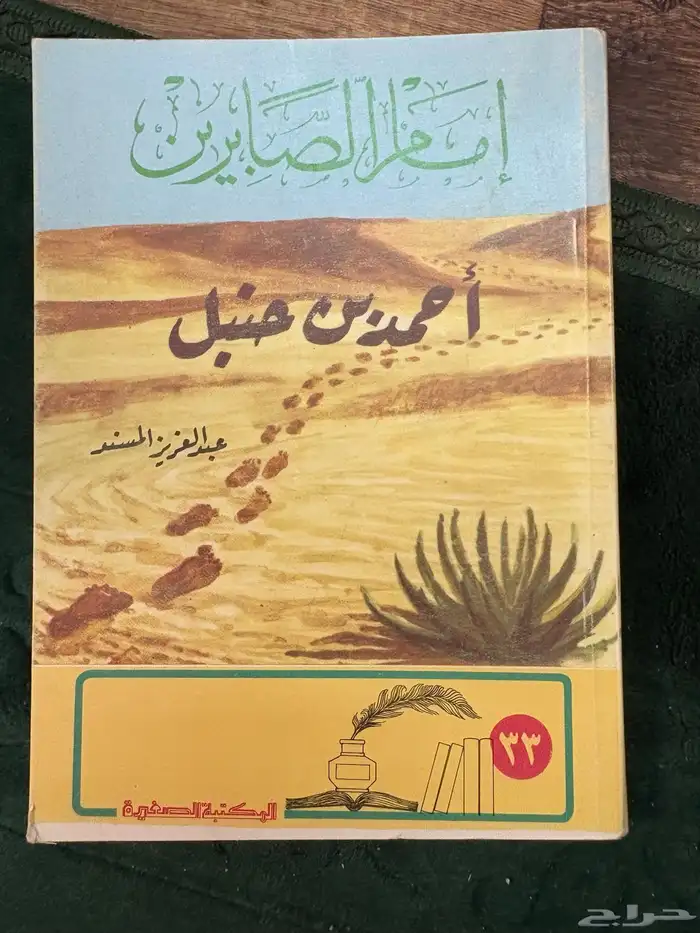 إمام الصابرين
أحمد بن حنبل
عبد العزيز المسند
٣٣
المكتبة الصغيرة
حراج